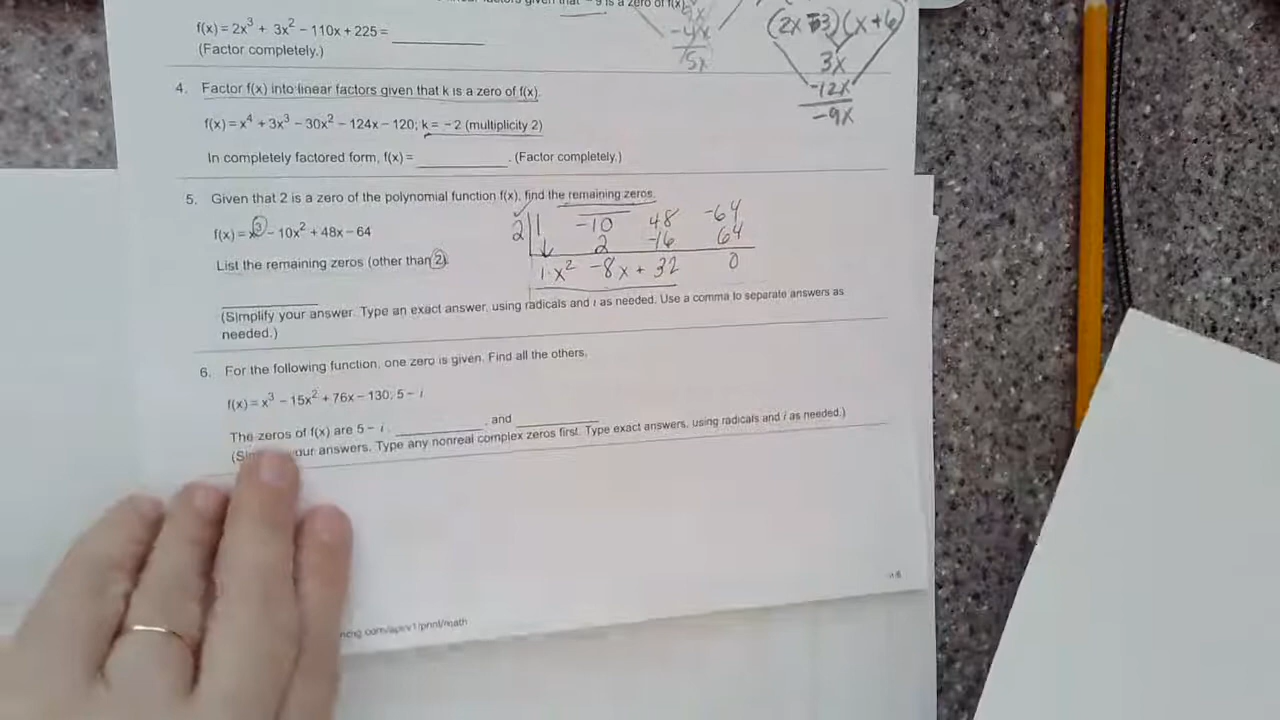 is a zero of f(x).
f(x) = 2x³ + 3x² − 110x + 225 =
(Factor completely.)
−4x
5x
(2x − 3)(x + 6)
3x
−12x
−9x
4. Factor f(x) into linear factors given that k is a zero of f(x).
f(x) = x⁴ + 3x³ − 30x² − 124x − 120; k = −2 (multiplicity 2)
In completely factored form, f(x) = . (Factor completely.)
5. Given that 2 is a zero of the polynomial function f(x), find the remaining zeros.
f(x) = x³ − 10x² + 48x − 64
List the remaining zeros (other than 2).
2 1 −10 48 −64
2 −16 64
1·x² −8x + 32 0
(Simplify your answer. Type an exact answer, using radicals and i as needed. Use a comma to separate answers as
needed.)
6. For the following function, one zero is given. Find all the others.
f(x) = x³ − 15x² + 76x − 130; 5 − i
The zeros of f(x) are 5 − i, , and .
your answers. Type any nonreal complex zeros first. Type exact answers, using radicals and i as needed.)